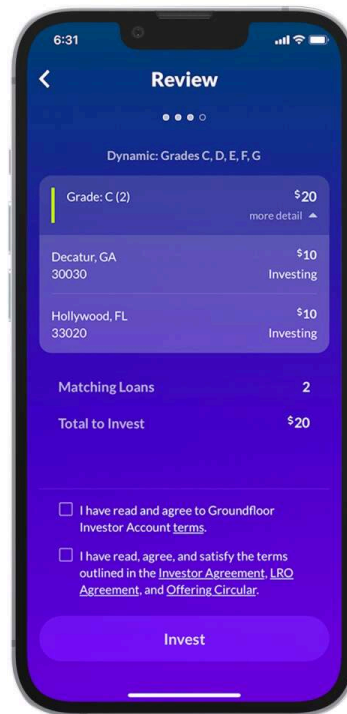 6:31
Review
Dynamic: Grades C, D, E, F, G
Grade: C (2) $20
more detail
Decatur, GA $10
30030 Investing
Hollywood, FL $10
33020 Investing
Matching Loans 2
Total to Invest $20
I have read and agree to Groundfloor
Investor Account terms.
I have read, agree, and satisfy the terms
outlined in the Investor Agreement, LRO
Agreement, and Offering Circular.
Invest